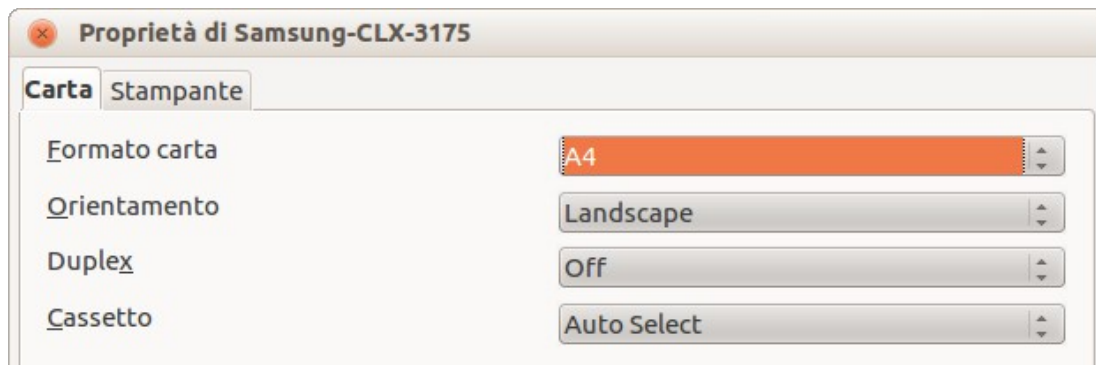 Proprietà di Samsung-CLX-3175
Carta Stampante
Formato carta A4
Orientamento Landscape
Duplex Off
Cassetto Auto Select